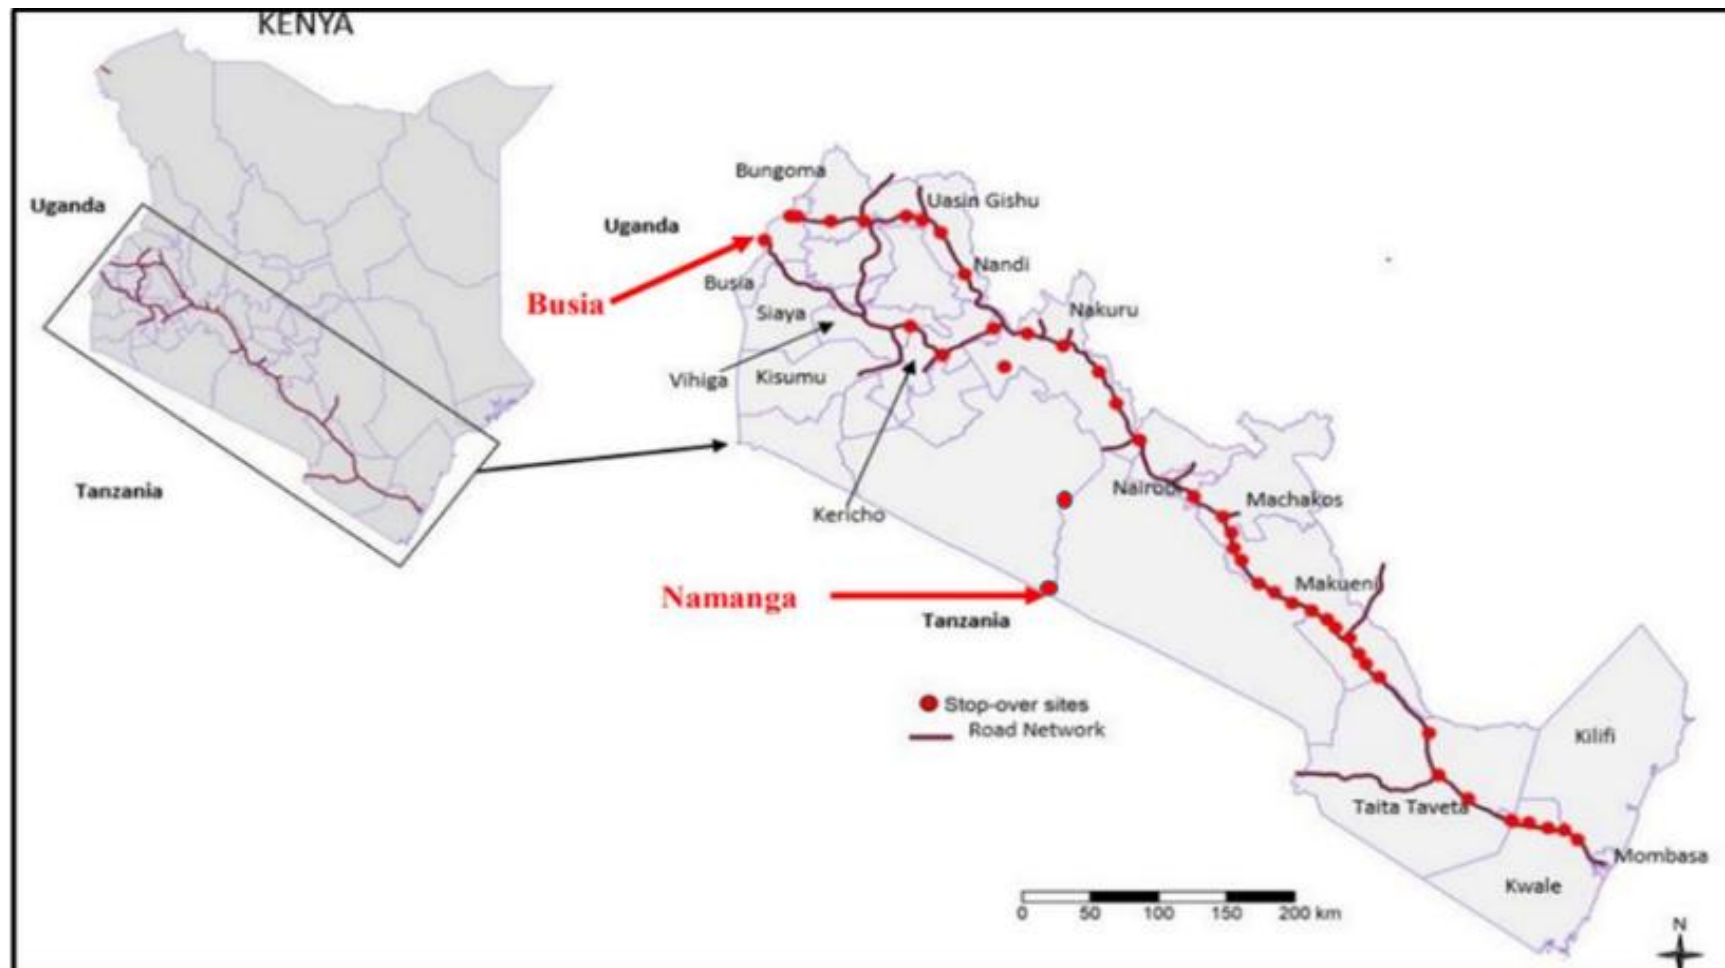 KENYA
Uganda
Tanzania
Bungoma
Uasin Gishu
Uganda
Nandi
Busia
Busia
Siaya
Nakuru
Vihiga
Kisumu
Kericho
Nairobi
Machakos
Makueni
Namanga
Tanzania
Stop-over sites
Road Network
Kilifi
Taita Taveta
Mombasa
Kwale
0 50 100 150 200 km
N